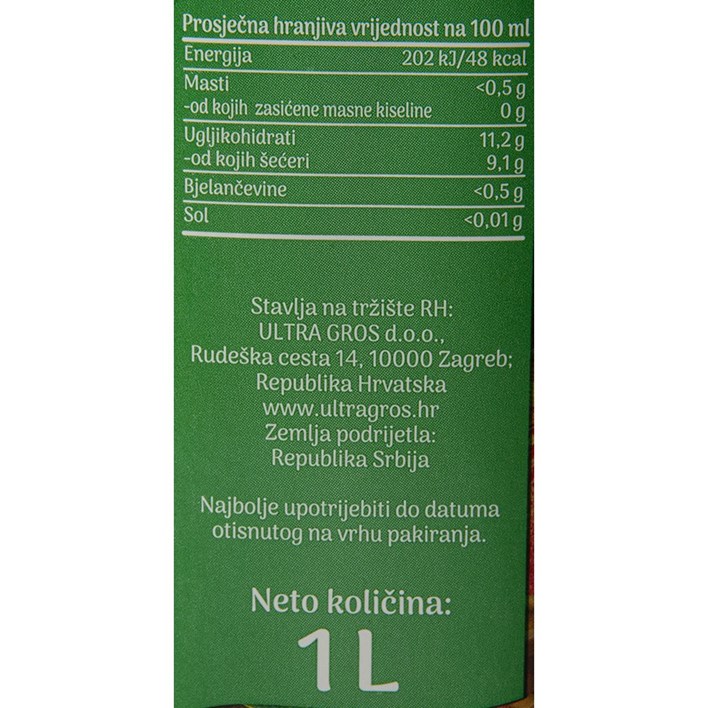 Prosječna hranjiva vrijednost na 100 ml
Energija 202 kJ/48 kcal
Masti <0,5 g
-od kojih zasićene masne kiseline 0 g
Ugljikohidrati 11,2 g
-od kojih šećeri 9,1 g
Bjelančevine <0,5 g
Sol <0,01 g
Stavlja na tržište RH:
ULTRA GROS d.o.o.,
Rudeška cesta 14, 10000 Zagreb;
Republika Hrvatska
www.ultragros.hr
Zemlja podrijetla:
Republika Srbija
Najbolje upotrijebiti do datuma
otisnutog na vrhu pakiranja.
Neto količina:
1 L